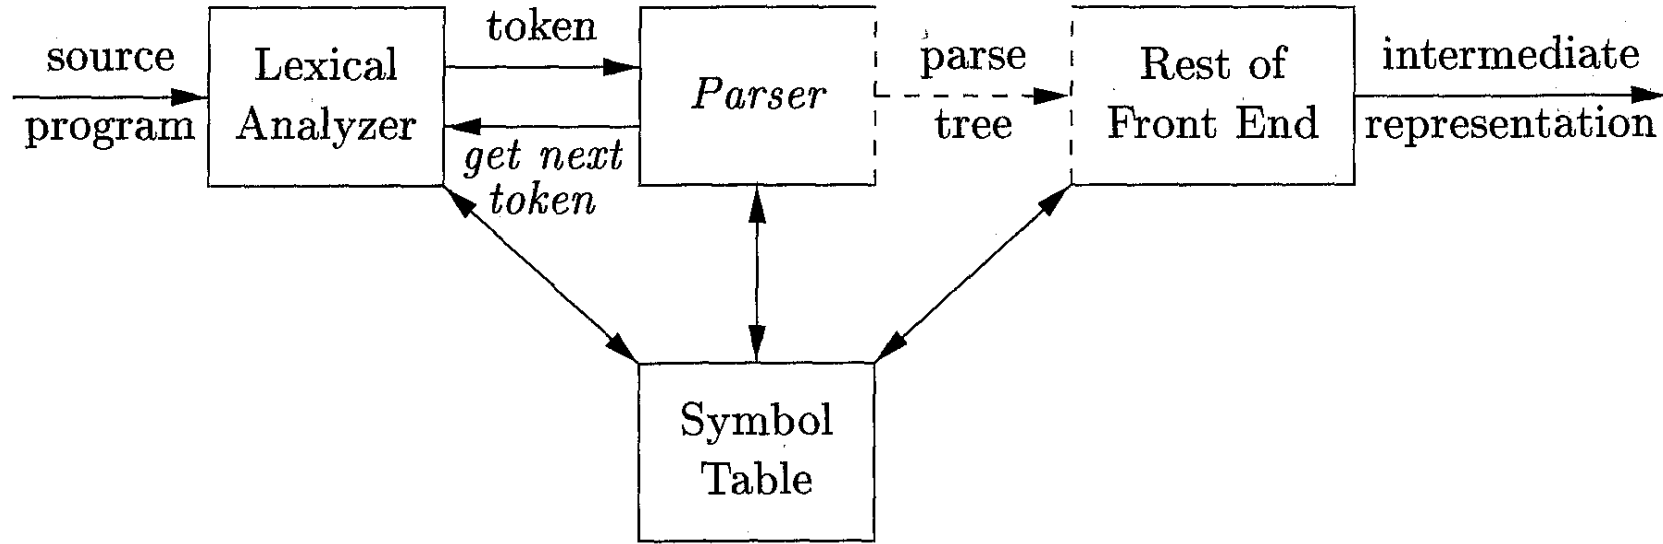 source
program
Lexical
Analyzer
token
get next
token
Parser
parse
tree
Rest of
Front End
intermediate
representation
Symbol
Table